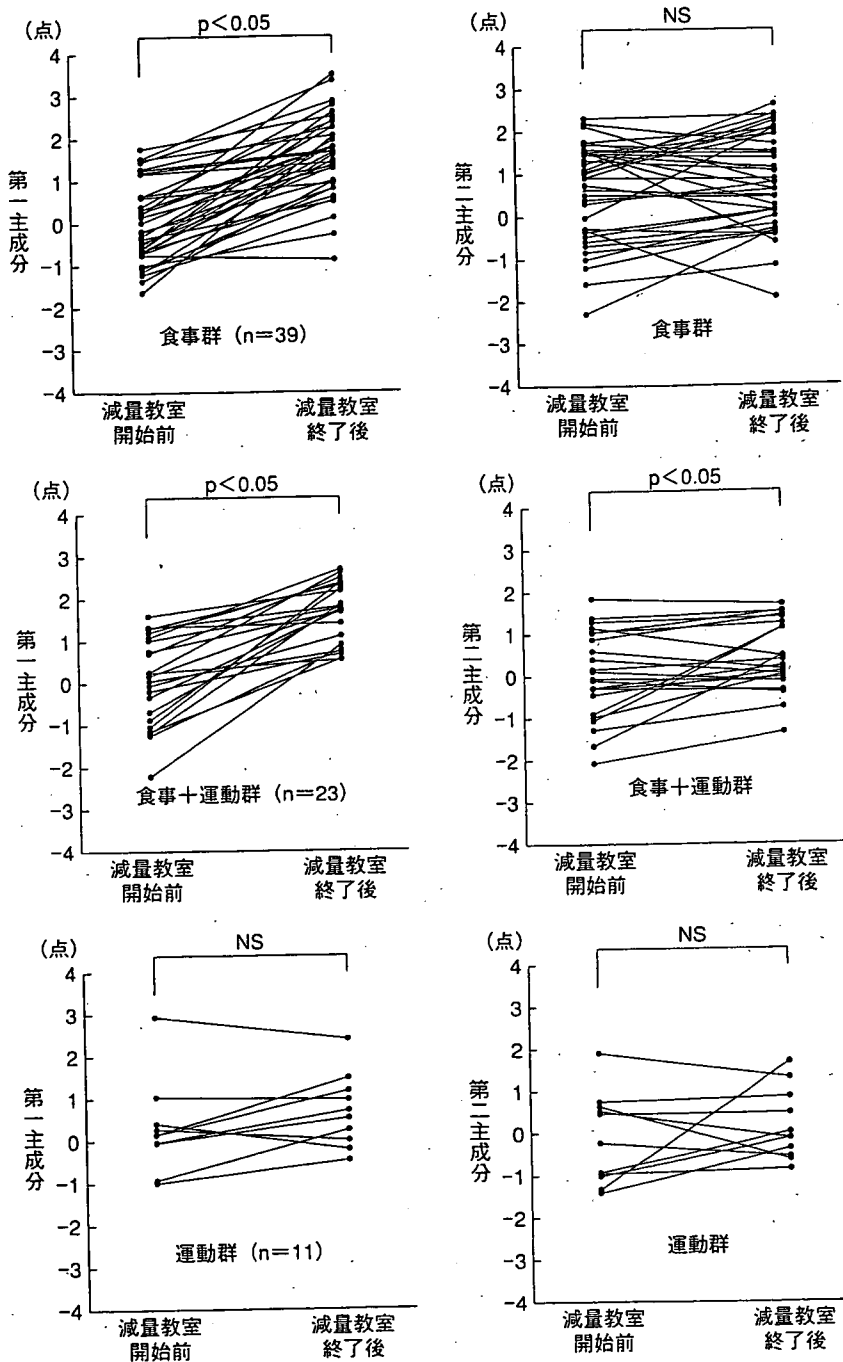 (点)
p<0.05
4
3
2
1
0
−1
−2
−3
−4
第一主成分
食事群 (n=39)
減量教室
開始前
減量教室
終了後
(点)
NS
4
3
2
1
0
−1
−2
−3
−4
第二主成分
食事群
減量教室
開始前
減量教室
終了後
(点)
p<0.05
4
3
2
1
0
−1
−2
−3
−4
第一主成分
食事+運動群 (n=23)
減量教室
開始前
減量教室
終了後
(点)
p<0.05
4
3
2
1
0
−1
−2
−3
−4
第二主成分
食事+運動群
減量教室
開始前
減量教室
終了後
(点)
NS
4
3
2
1
0
−1
−2
−3
−4
第一主成分
運動群 (n=11)
減量教室
開始前
減量教室
終了後
(点)
NS
4
3
2
1
0
−1
−2
−3
−4
第二主成分
運動群
減量教室
開始前
減量教室
終了後